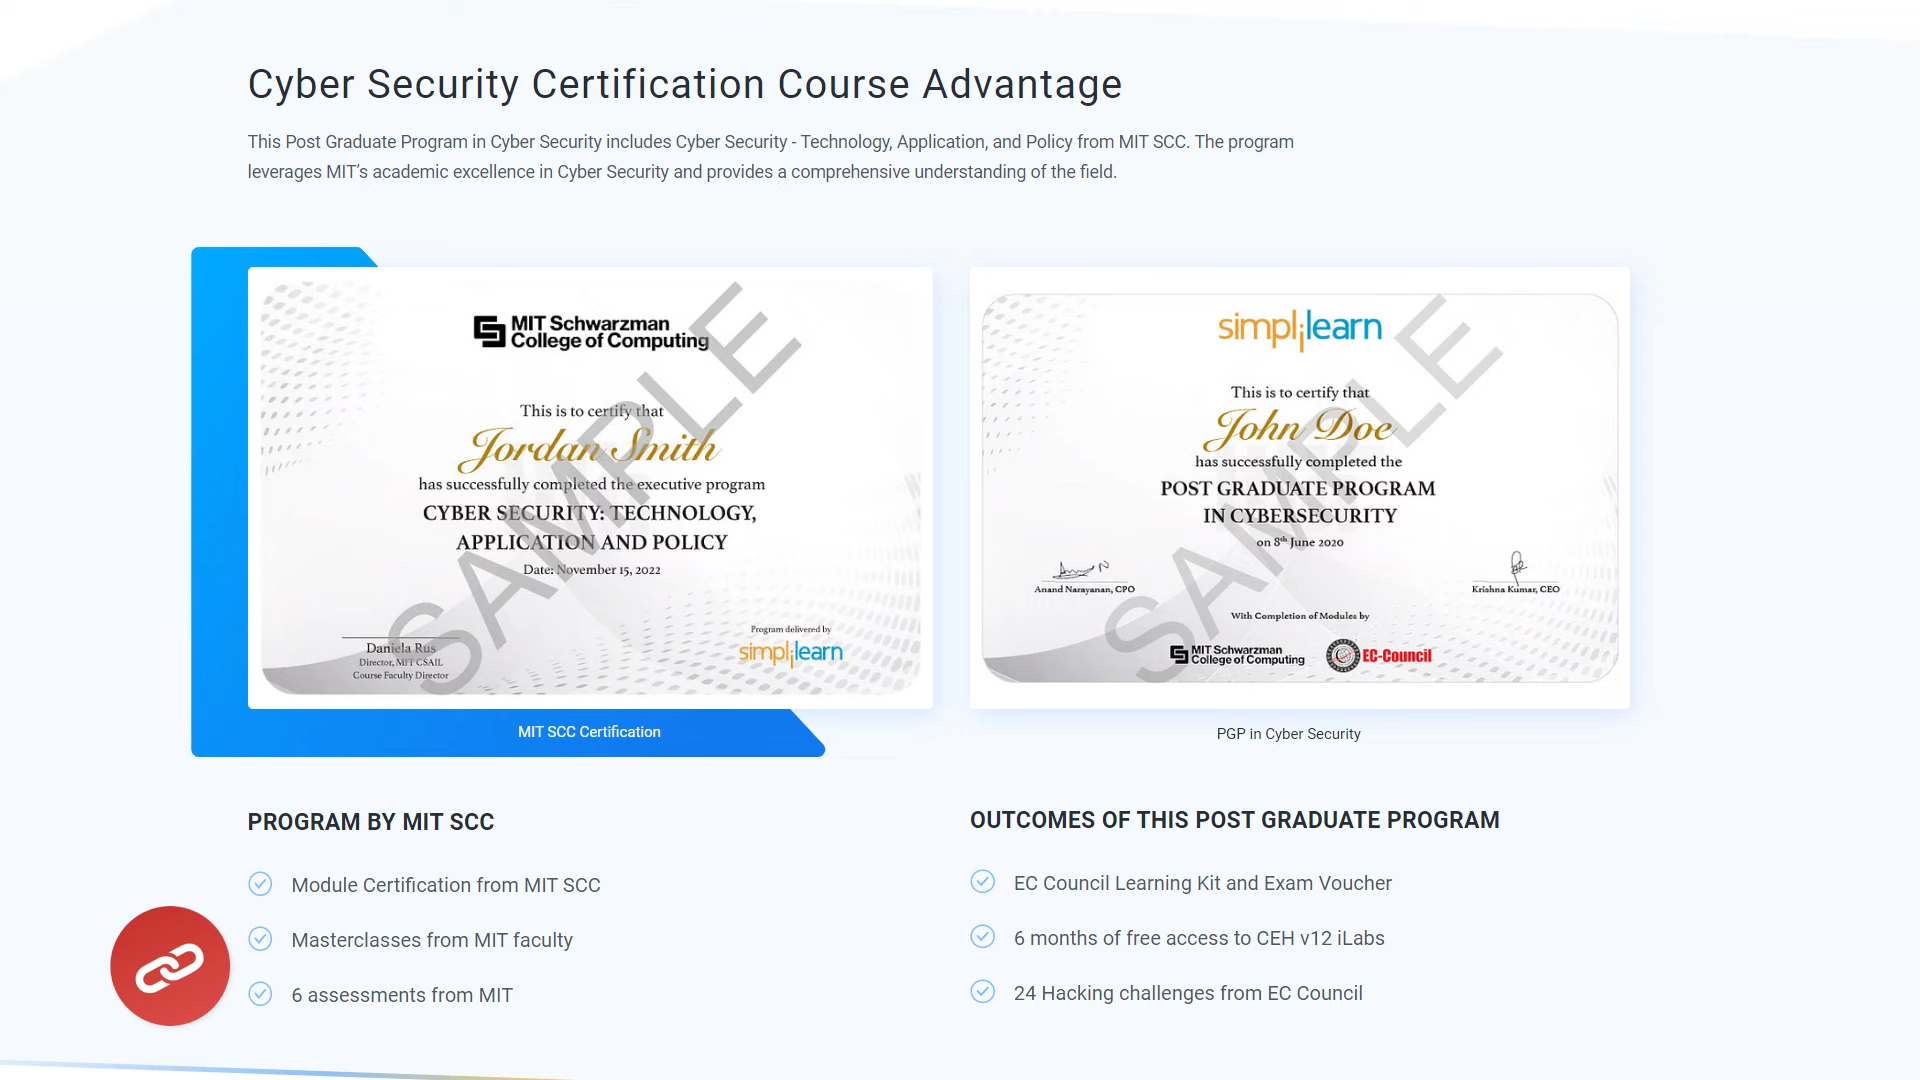 Cyber Security Certification Course Advantage
This Post Graduate Program in Cyber Security includes Cyber Security - Technology, Application, and Policy from MIT SCC. The program
leverages MIT’s academic excellence in Cyber Security and provides a comprehensive understanding of the field.
MIT Schwarzman
College of Computing
This is to certify that
Jordan Smith
has successfully completed the executive program
CYBER SECURITY: TECHNOLOGY,
APPLICATION AND POLICY
Date: November 15, 2022
Daniela Rus
Director, MIT CSAIL
Course Faculty Director
Program delivered by
simplilearn
SAMPLE
MIT SCC Certification
simplilearn
This is to certify that
John Doe
has successfully completed the
POST GRADUATE PROGRAM
IN CYBERSECURITY
on 8th June 2020
Anand Narayanan, CPO
Krishna Kumar, CEO
With Completion of Modules by
MIT Schwarzman
College of Computing
EC-Council
SAMPLE
PGP in Cyber Security
PROGRAM BY MIT SCC
Module Certification from MIT SCC
Masterclasses from MIT faculty
6 assessments from MIT
OUTCOMES OF THIS POST GRADUATE PROGRAM
EC Council Learning Kit and Exam Voucher
6 months of free access to CEH v12 iLabs
24 Hacking challenges from EC Council